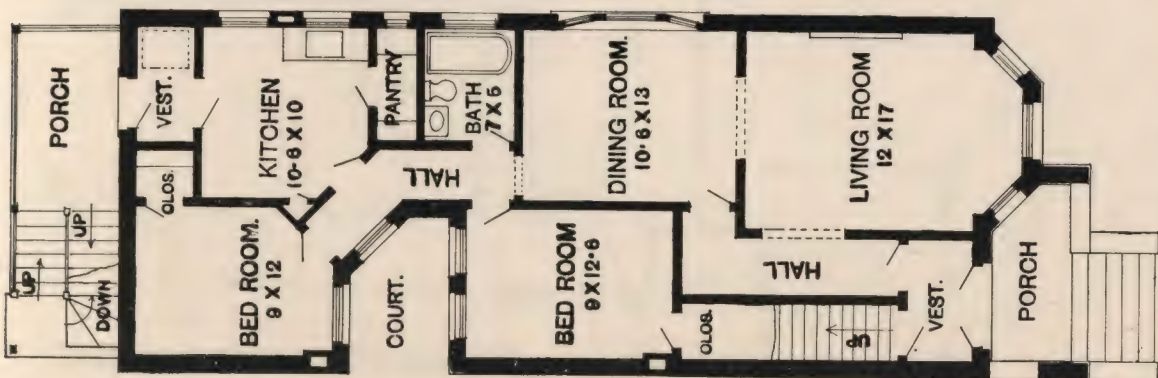 PORCH
UP
UP
DOWN
VEST.
CLOS.
KITCHEN
10-8 X 10
PANTRY
BATH
7 X 5
BED ROOM.
9 X 12
HALL
COURT.
DINING ROOM.
10-6 X 13
BED ROOM
9 X 12-6
LIVING ROOM
12 X 17
HALL
CLOS.
UP
VEST.
PORCH